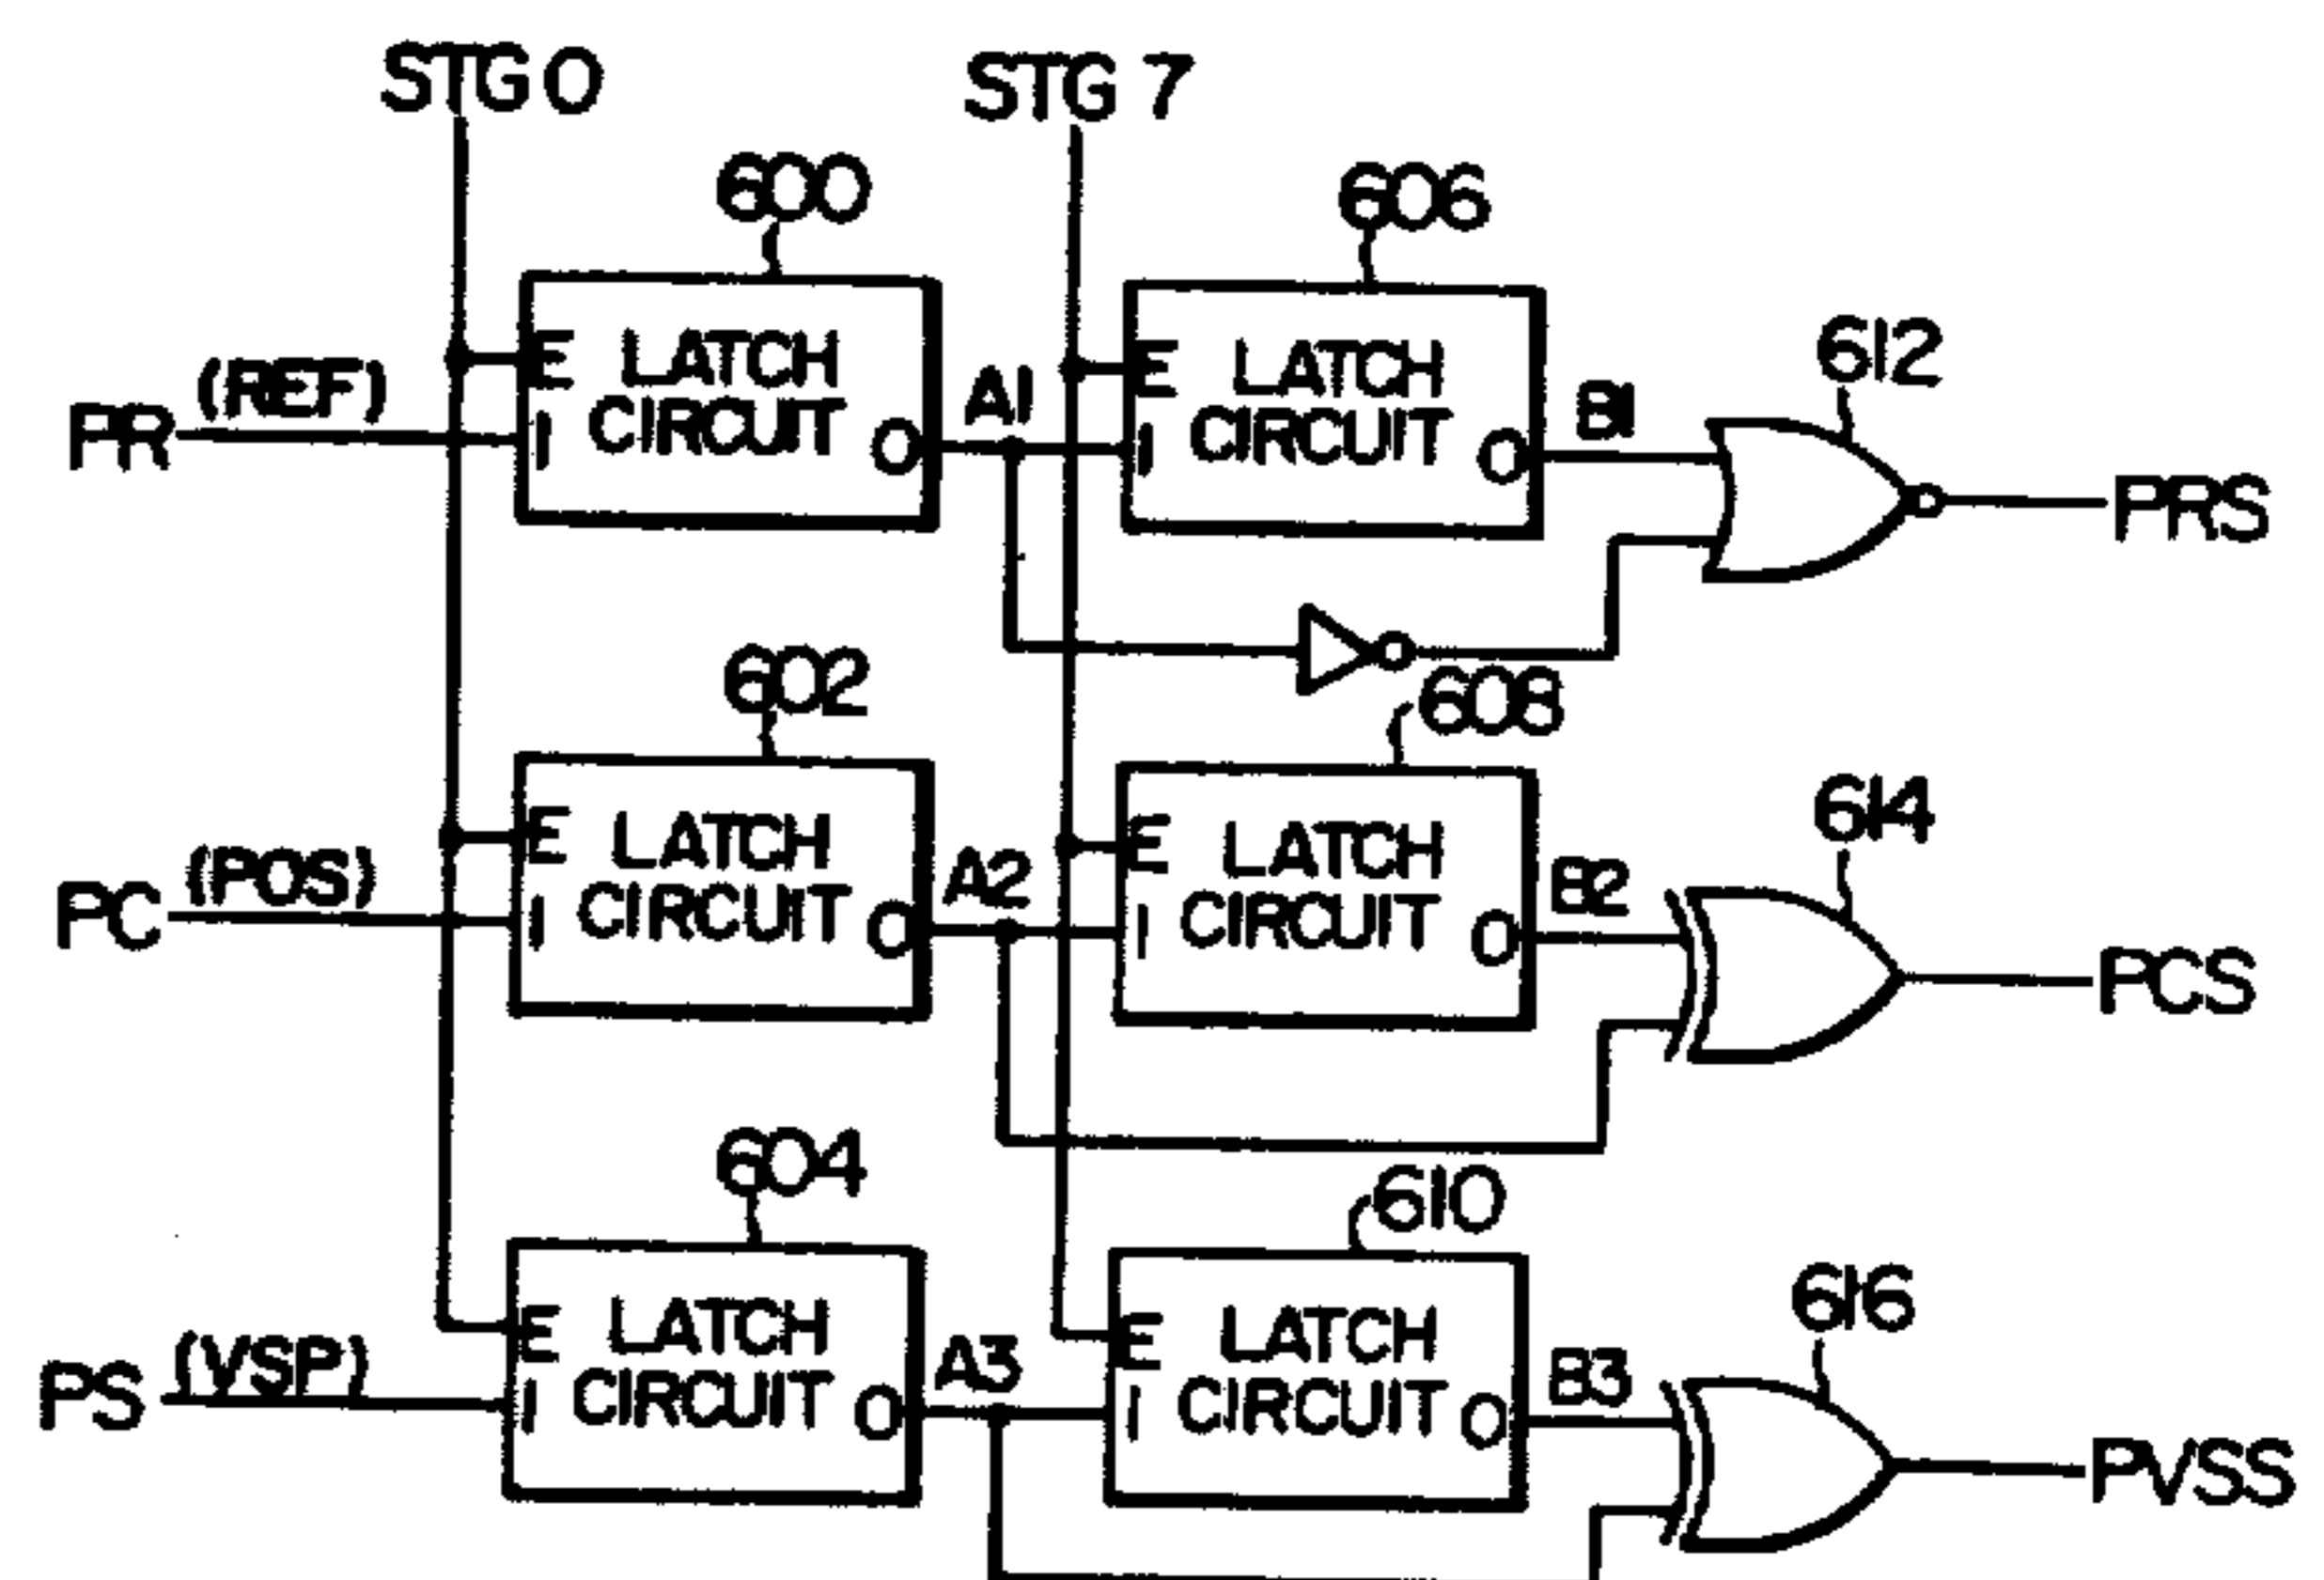 STG 0
STG 7
600
606
E LATCH
CIRCUIT
I
O
(REF)
PR
A1
E LATCH
CIRCUIT
I
O
B1
612
PRS
602
608
E LATCH
CIRCUIT
I
O
(POS)
PC
A2
E LATCH
CIRCUIT
I
O
B2
614
PCS
604
610
E LATCH
CIRCUIT
I
O
(VSP)
PS
A3
E LATCH
CIRCUIT
I
O
B3
616
PVSS